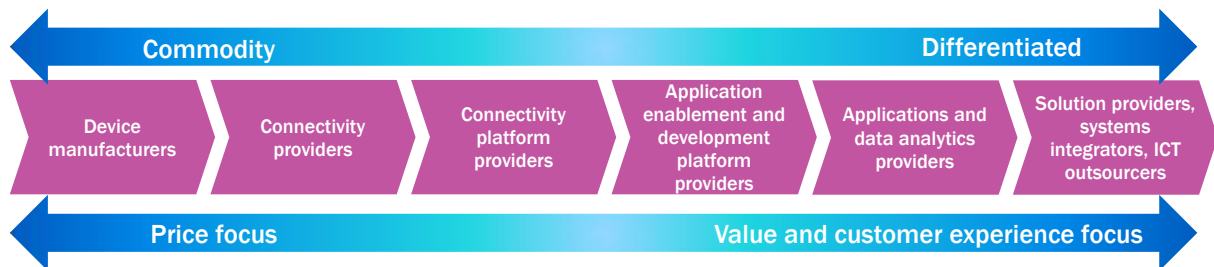 Commodity
Differentiated
Device
manufacturers
Connectivity
providers
Connectivity
platform
providers
Application
enablement and
development
platform
providers
Applications and
data analytics
providers
Solution providers,
systems
integrators, ICT
outsourcers
Price focus
Value and customer experience focus